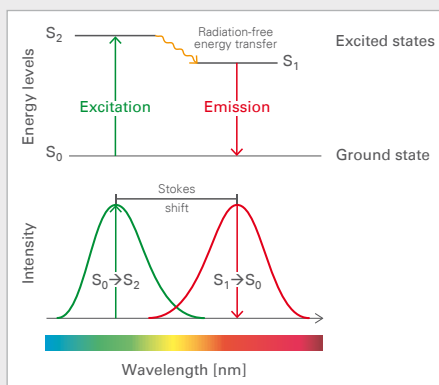 S2
Radiation-free
energy transfer
Excited states
S1
Energy levels
Excitation
Emission
S0
Ground state
Stokes
shift
Intensity
S0→S2
S1→S0
Wavelength [nm]